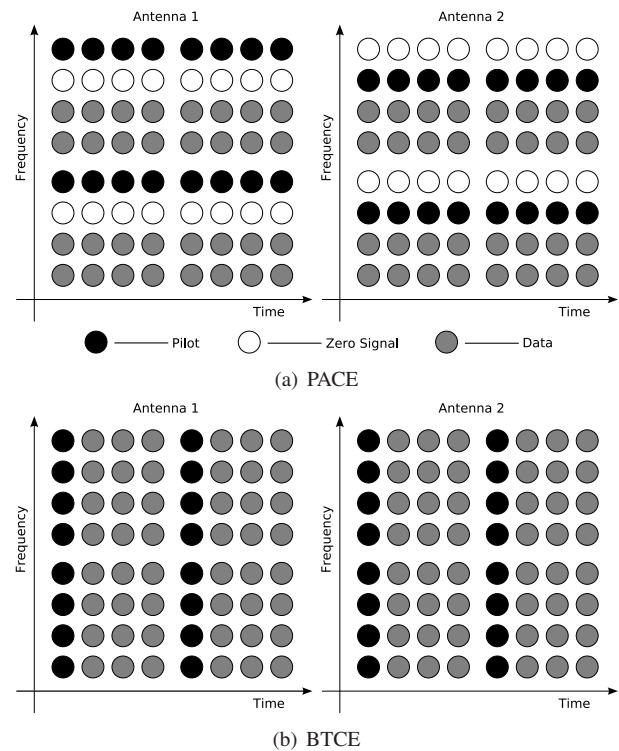 Antenna 1
Antenna 2
Frequency
Time
Frequency
Time
Pilot
Zero Signal
Data
(a) PACE
Antenna 1
Antenna 2
Frequency
Time
Frequency
Time
(b) BTCE